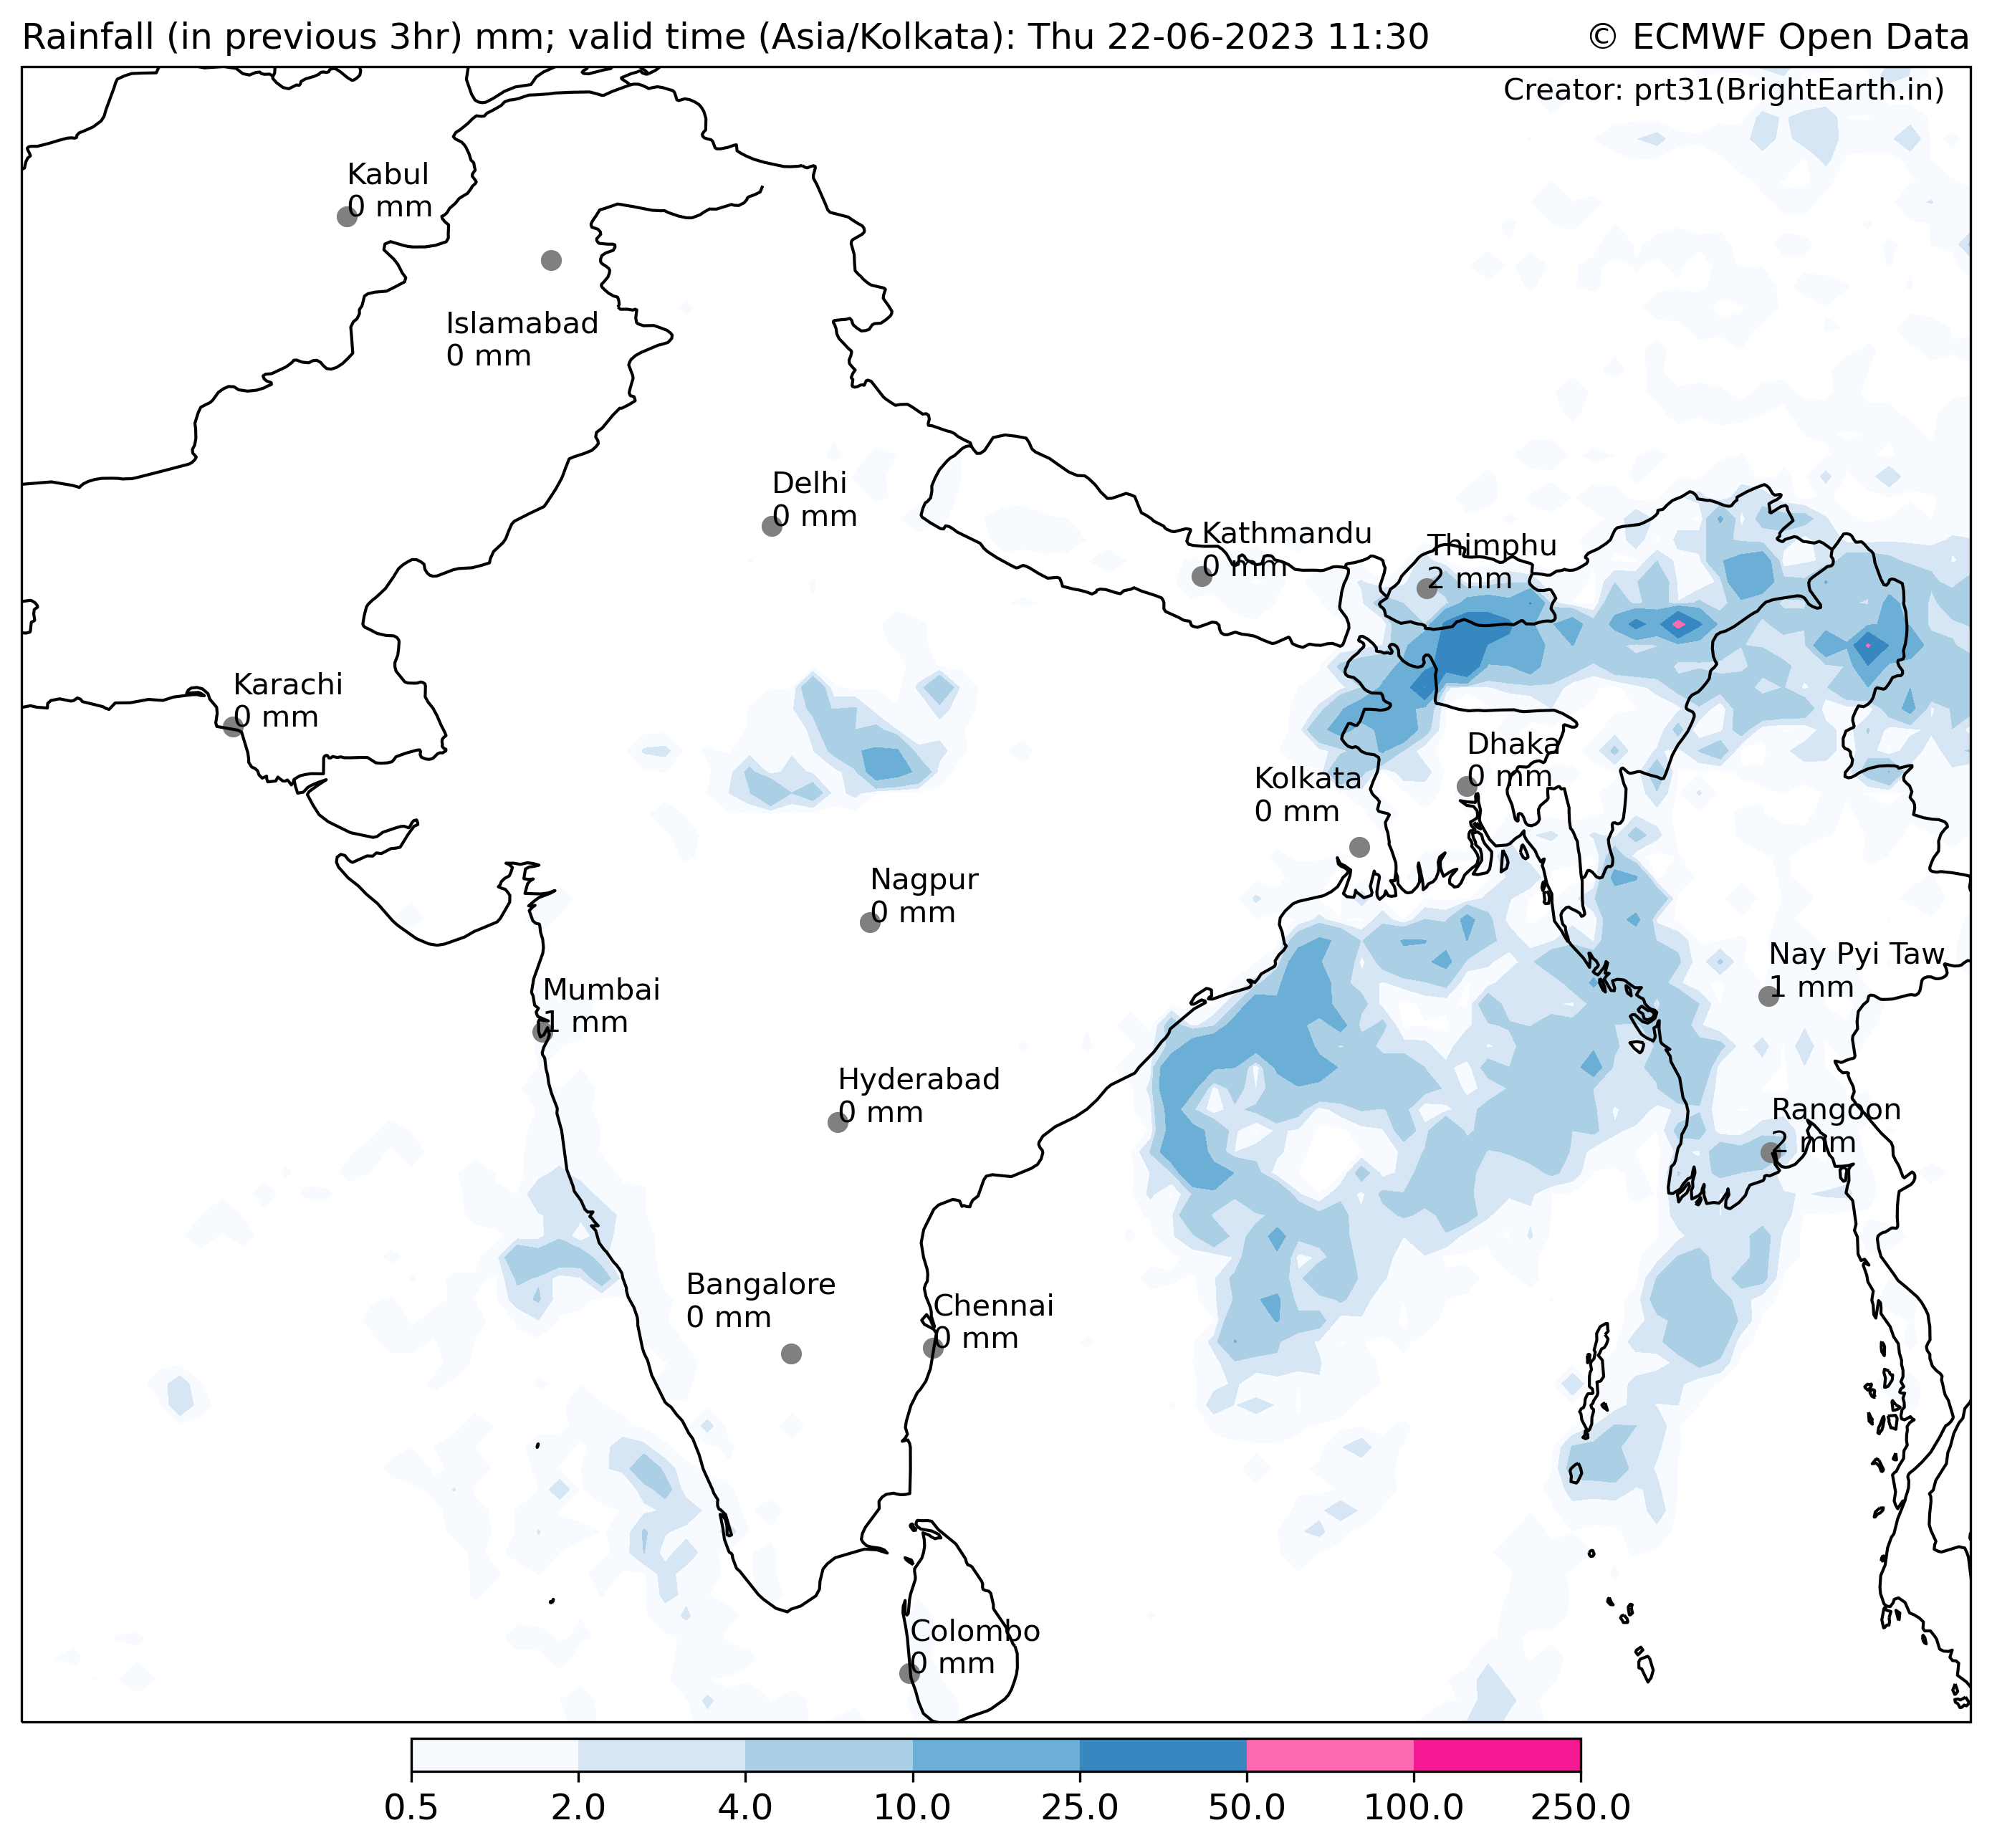 Rainfall (in previous 3hr) mm; valid time (Asia/Kolkata): Thu 22-06-2023 11:30
© ECMWF Open Data
Creator: prt31(BrightEarth.in)
Kabul
0 mm
Islamabad
0 mm
Delhi
0 mm
Kathmandu
0 mm
Thimphu
2 mm
Karachi
0 mm
Dhaka
0 mm
Kolkata
0 mm
Nagpur
0 mm
Nay Pyi Taw
1 mm
Mumbai
1 mm
Hyderabad
0 mm
Rangoon
2 mm
Bangalore
0 mm
Chennai
0 mm
Colombo
0 mm
0.5 2.0 4.0 10.0 25.0 50.0 100.0 250.0